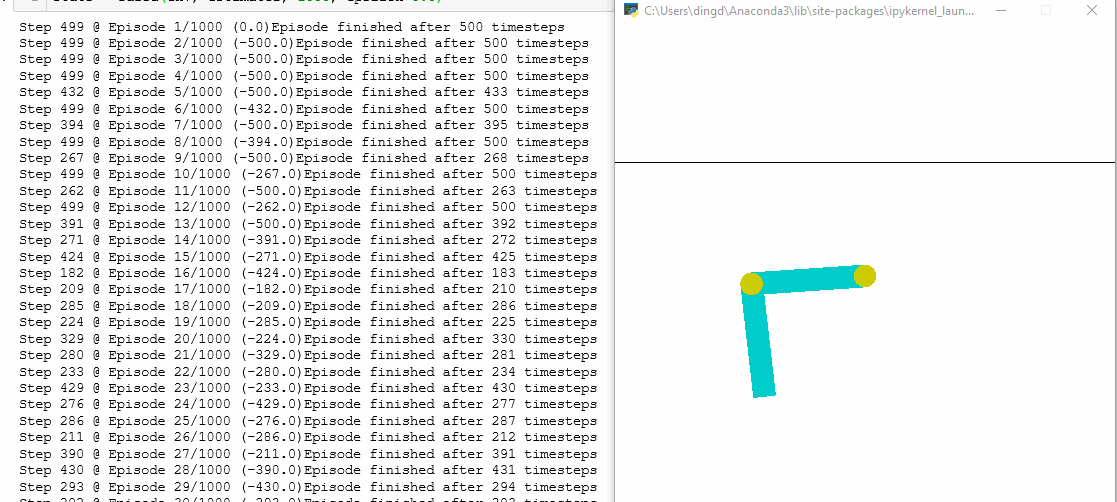 Step 499 @ Episode 1/1000 (0.0)Episode finished after 500 timesteps
Step 499 @ Episode 2/1000 (-500.0)Episode finished after 500 timesteps
Step 499 @ Episode 3/1000 (-500.0)Episode finished after 500 timesteps
Step 499 @ Episode 4/1000 (-500.0)Episode finished after 500 timesteps
Step 432 @ Episode 5/1000 (-500.0)Episode finished after 433 timesteps
Step 499 @ Episode 6/1000 (-432.0)Episode finished after 500 timesteps
Step 394 @ Episode 7/1000 (-500.0)Episode finished after 395 timesteps
Step 499 @ Episode 8/1000 (-394.0)Episode finished after 500 timesteps
Step 267 @ Episode 9/1000 (-500.0)Episode finished after 268 timesteps
Step 499 @ Episode 10/1000 (-267.0)Episode finished after 500 timesteps
Step 262 @ Episode 11/1000 (-500.0)Episode finished after 263 timesteps
Step 499 @ Episode 12/1000 (-262.0)Episode finished after 500 timesteps
Step 391 @ Episode 13/1000 (-500.0)Episode finished after 392 timesteps
Step 271 @ Episode 14/1000 (-391.0)Episode finished after 272 timesteps
Step 424 @ Episode 15/1000 (-271.0)Episode finished after 425 timesteps
Step 182 @ Episode 16/1000 (-424.0)Episode finished after 183 timesteps
Step 209 @ Episode 17/1000 (-182.0)Episode finished after 210 timesteps
Step 285 @ Episode 18/1000 (-209.0)Episode finished after 286 timesteps
Step 224 @ Episode 19/1000 (-285.0)Episode finished after 225 timesteps
Step 329 @ Episode 20/1000 (-224.0)Episode finished after 330 timesteps
Step 280 @ Episode 21/1000 (-329.0)Episode finished after 281 timesteps
Step 233 @ Episode 22/1000 (-280.0)Episode finished after 234 timesteps
Step 429 @ Episode 23/1000 (-233.0)Episode finished after 430 timesteps
Step 276 @ Episode 24/1000 (-429.0)Episode finished after 277 timesteps
Step 286 @ Episode 25/1000 (-276.0)Episode finished after 287 timesteps
Step 211 @ Episode 26/1000 (-286.0)Episode finished after 212 timesteps
Step 390 @ Episode 27/1000 (-211.0)Episode finished after 391 timesteps
Step 430 @ Episode 28/1000 (-390.0)Episode finished after 431 timesteps
Step 293 @ Episode 29/1000 (-430.0)Episode finished after 294 timesteps
C:\Users\dingd\Anaconda3\lib\site-packages\ipykernel_laun...